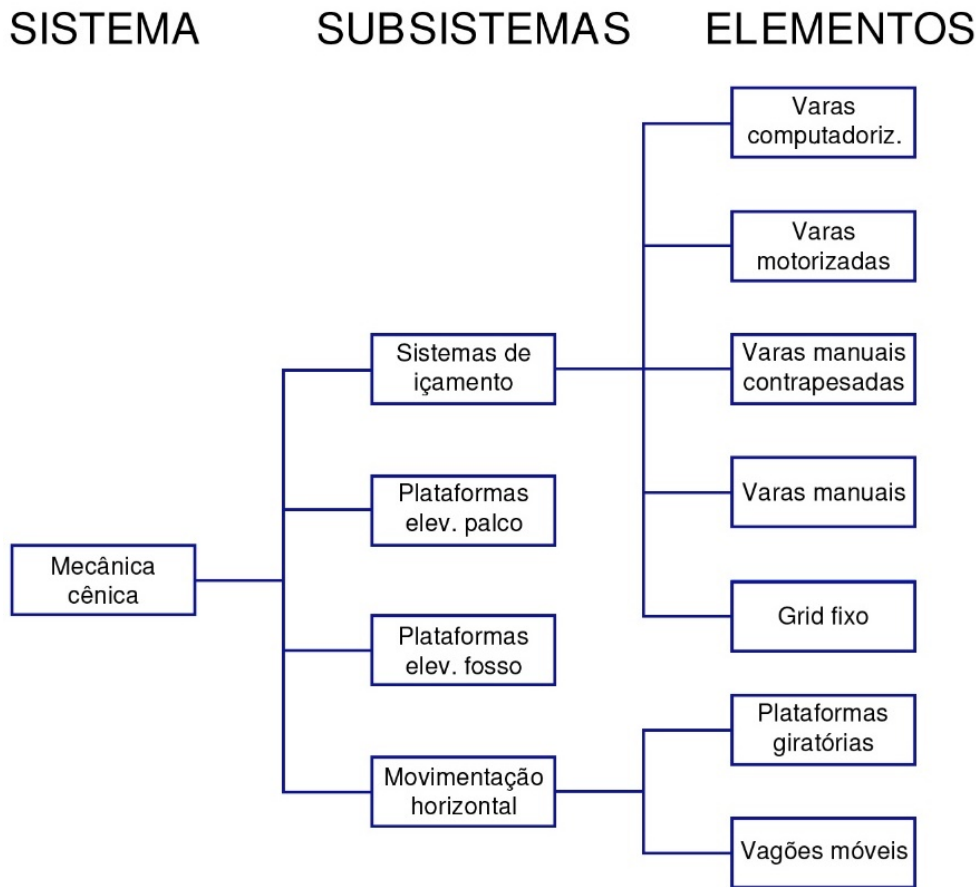 SISTEMA SUBSISTEMAS ELEMENTOS
Varas
computadoriz.
Varas
motorizadas
Sistemas de
içamento
Varas manuais
contrapesadas
Plataformas
elev. palco
Varas manuais
Mecânica
cênica
Grid fixo
Plataformas
elev. fosso
Plataformas
giratórias
Movimentação
horizontal
Vagões móveis